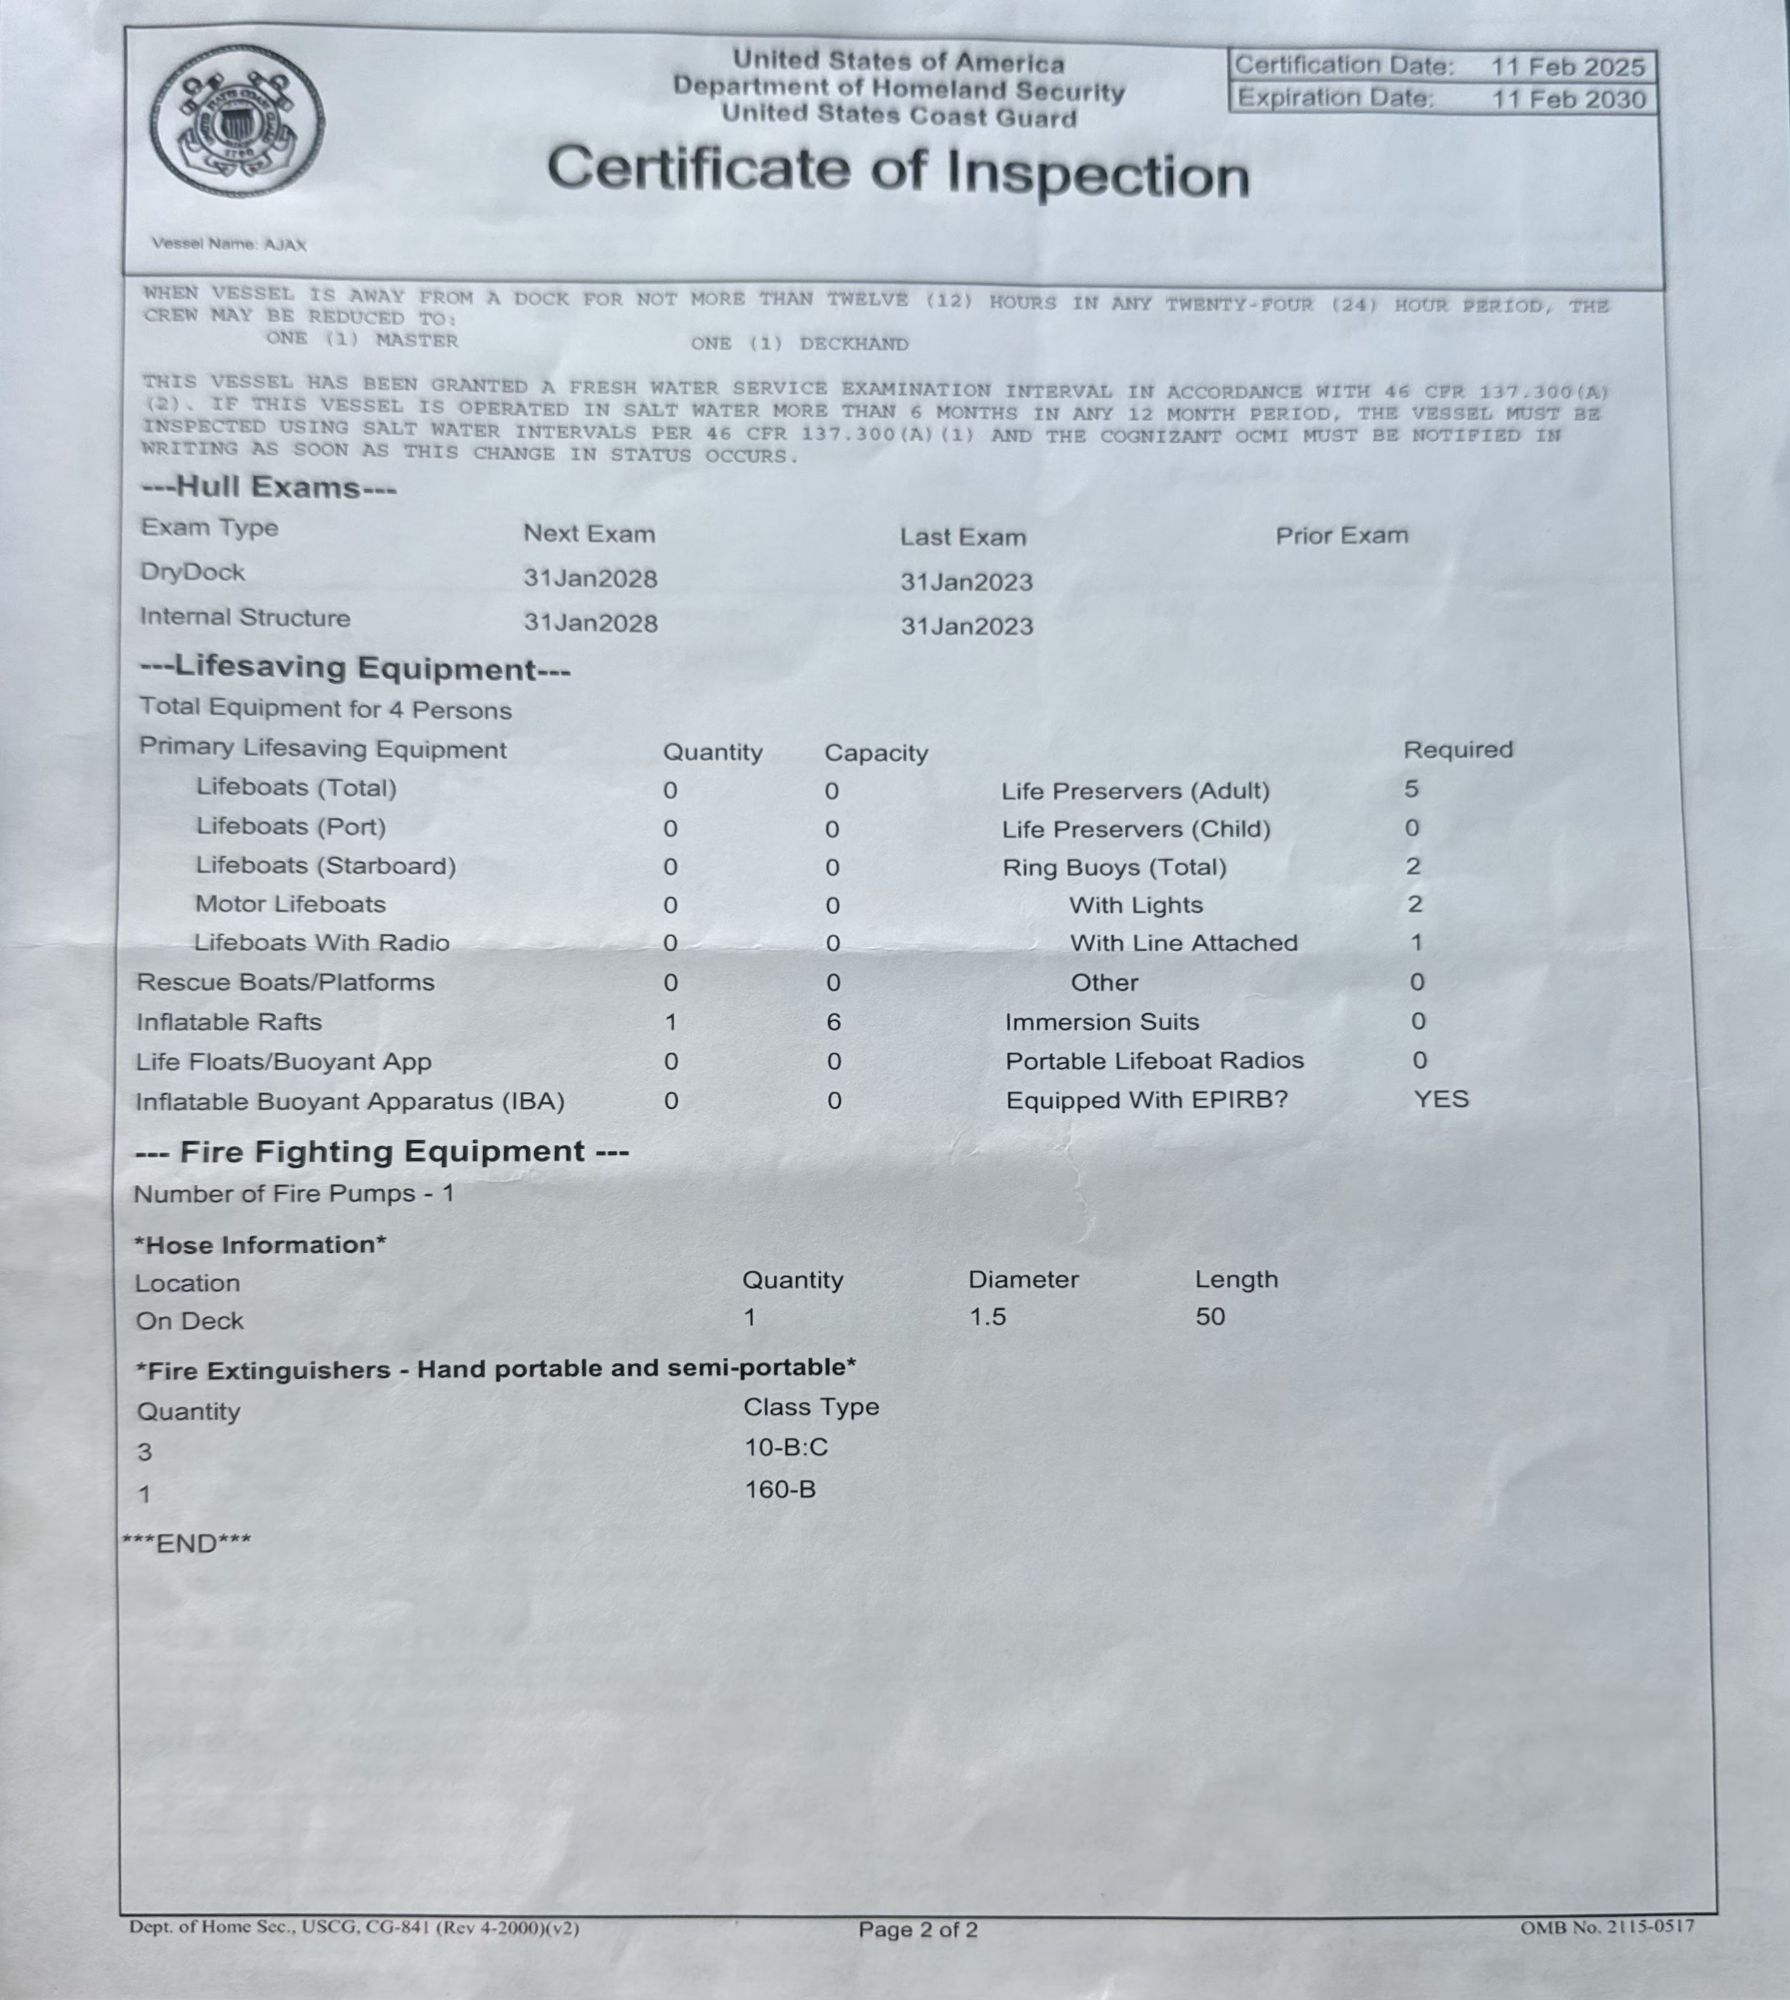 United States of America
Department of Homeland Security
United States Coast Guard
Certification Date: 11 Feb 2025
Expiration Date: 11 Feb 2030
Certificate of Inspection
Vessel Name: AJAX
WHEN VESSEL IS AWAY FROM A DOCK FOR NOT MORE THAN TWELVE (12) HOURS IN ANY TWENTY-FOUR (24) HOUR PERIOD, THE
CREW MAY BE REDUCED TO:
ONE (1) MASTER ONE (1) DECKHAND
THIS VESSEL HAS BEEN GRANTED A FRESH WATER SERVICE EXAMINATION INTERVAL IN ACCORDANCE WITH 46 CFR 137.300(A)
(2). IF THIS VESSEL IS OPERATED IN SALT WATER MORE THAN 6 MONTHS IN ANY 12 MONTH PERIOD, THE VESSEL MUST BE
INSPECTED USING SALT WATER INTERVALS PER 46 CFR 137.300(A)(1) AND THE COGNIZANT OCMI MUST BE NOTIFIED IN
WRITING AS SOON AS THIS CHANGE IN STATUS OCCURS.
---Hull Exams---
Exam Type Next Exam Last Exam Prior Exam
DryDock 31Jan2028 31Jan2023
Internal Structure 31Jan2028 31Jan2023
---Lifesaving Equipment---
Total Equipment for 4 Persons
Primary Lifesaving Equipment Quantity Capacity Required
Lifeboats (Total) 0 0 Life Preservers (Adult) 5
Lifeboats (Port) 0 0 Life Preservers (Child) 0
Lifeboats (Starboard) 0 0 Ring Buoys (Total) 2
Motor Lifeboats 0 0 With Lights 2
Lifeboats With Radio 0 0 With Line Attached 1
Rescue Boats/Platforms 0 0 Other 0
Inflatable Rafts 1 6 Immersion Suits 0
Life Floats/Buoyant App 0 0 Portable Lifeboat Radios 0
Inflatable Buoyant Apparatus (IBA) 0 0 Equipped With EPIRB? YES
--- Fire Fighting Equipment ---
Number of Fire Pumps - 1
*Hose Information*
Location Quantity Diameter Length
On Deck 1 1.5 50
*Fire Extinguishers - Hand portable and semi-portable*
Quantity Class Type
3 10-B:C
1 160-B
***END***
Dept. of Home Sec., USCG, CG-841 (Rev 4-2000)(v2) Page 2 of 2 OMB No. 2115-0517